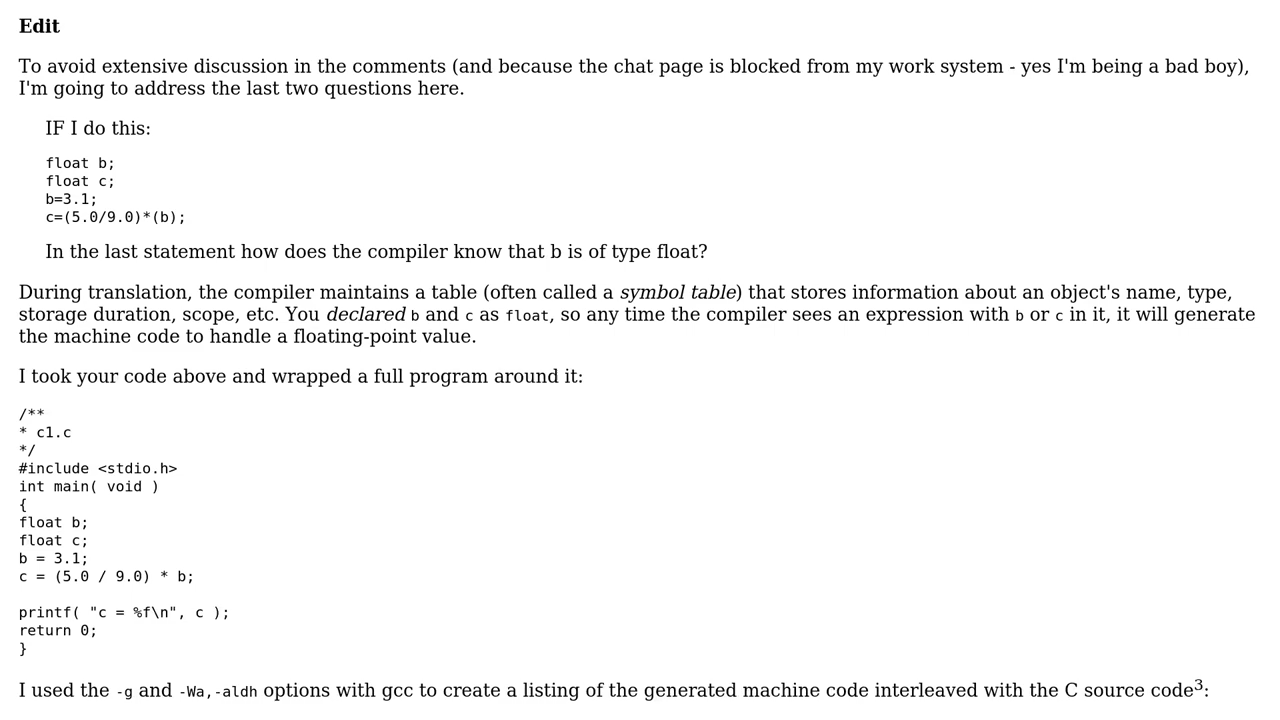 Edit
To avoid extensive discussion in the comments (and because the chat page is blocked from my work system - yes I'm being a bad boy),
I'm going to address the last two questions here.
IF I do this:
float b;
float c;
b=3.1;
c=(5.0/9.0)*(b);
In the last statement how does the compiler know that b is of type float?
During translation, the compiler maintains a table (often called a symbol table) that stores information about an object's name, type,
storage duration, scope, etc. You declared b and c as float, so any time the compiler sees an expression with b or c in it, it will generate
the machine code to handle a floating-point value.
I took your code above and wrapped a full program around it:
/**
* c1.c
*/
#include <stdio.h>
int main( void )
{
float b;
float c;
b = 3.1;
c = (5.0 / 9.0) * b;
printf( "c = %f\n", c );
return 0;
}
I used the -g and -Wa,-aldh options with gcc to create a listing of the generated machine code interleaved with the C source code3: